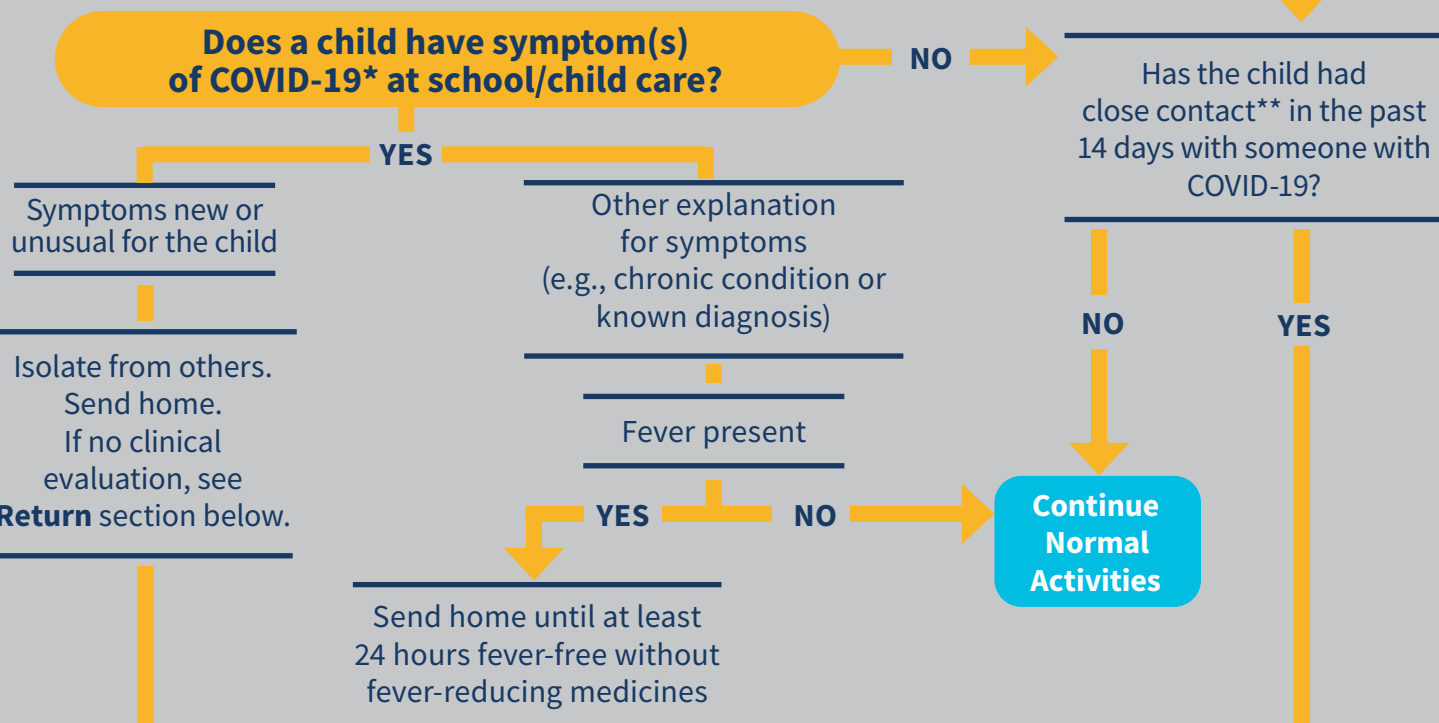 Does a child have symptom(s)
of COVID-19* at school/child care?
NO
Has the child had
close contact** in the past
14 days with someone with
COVID-19?
YES
Symptoms new or
unusual for the child
Other explanation
for symptoms
(e.g., chronic condition or
known diagnosis)
Isolate from others.
Send home.
If no clinical
evaluation, see
Return section below.
Fever present
NO
YES
YES
NO
Continue
Normal
Activities
Send home until at least
24 hours fever-free without
fever-reducing medicines